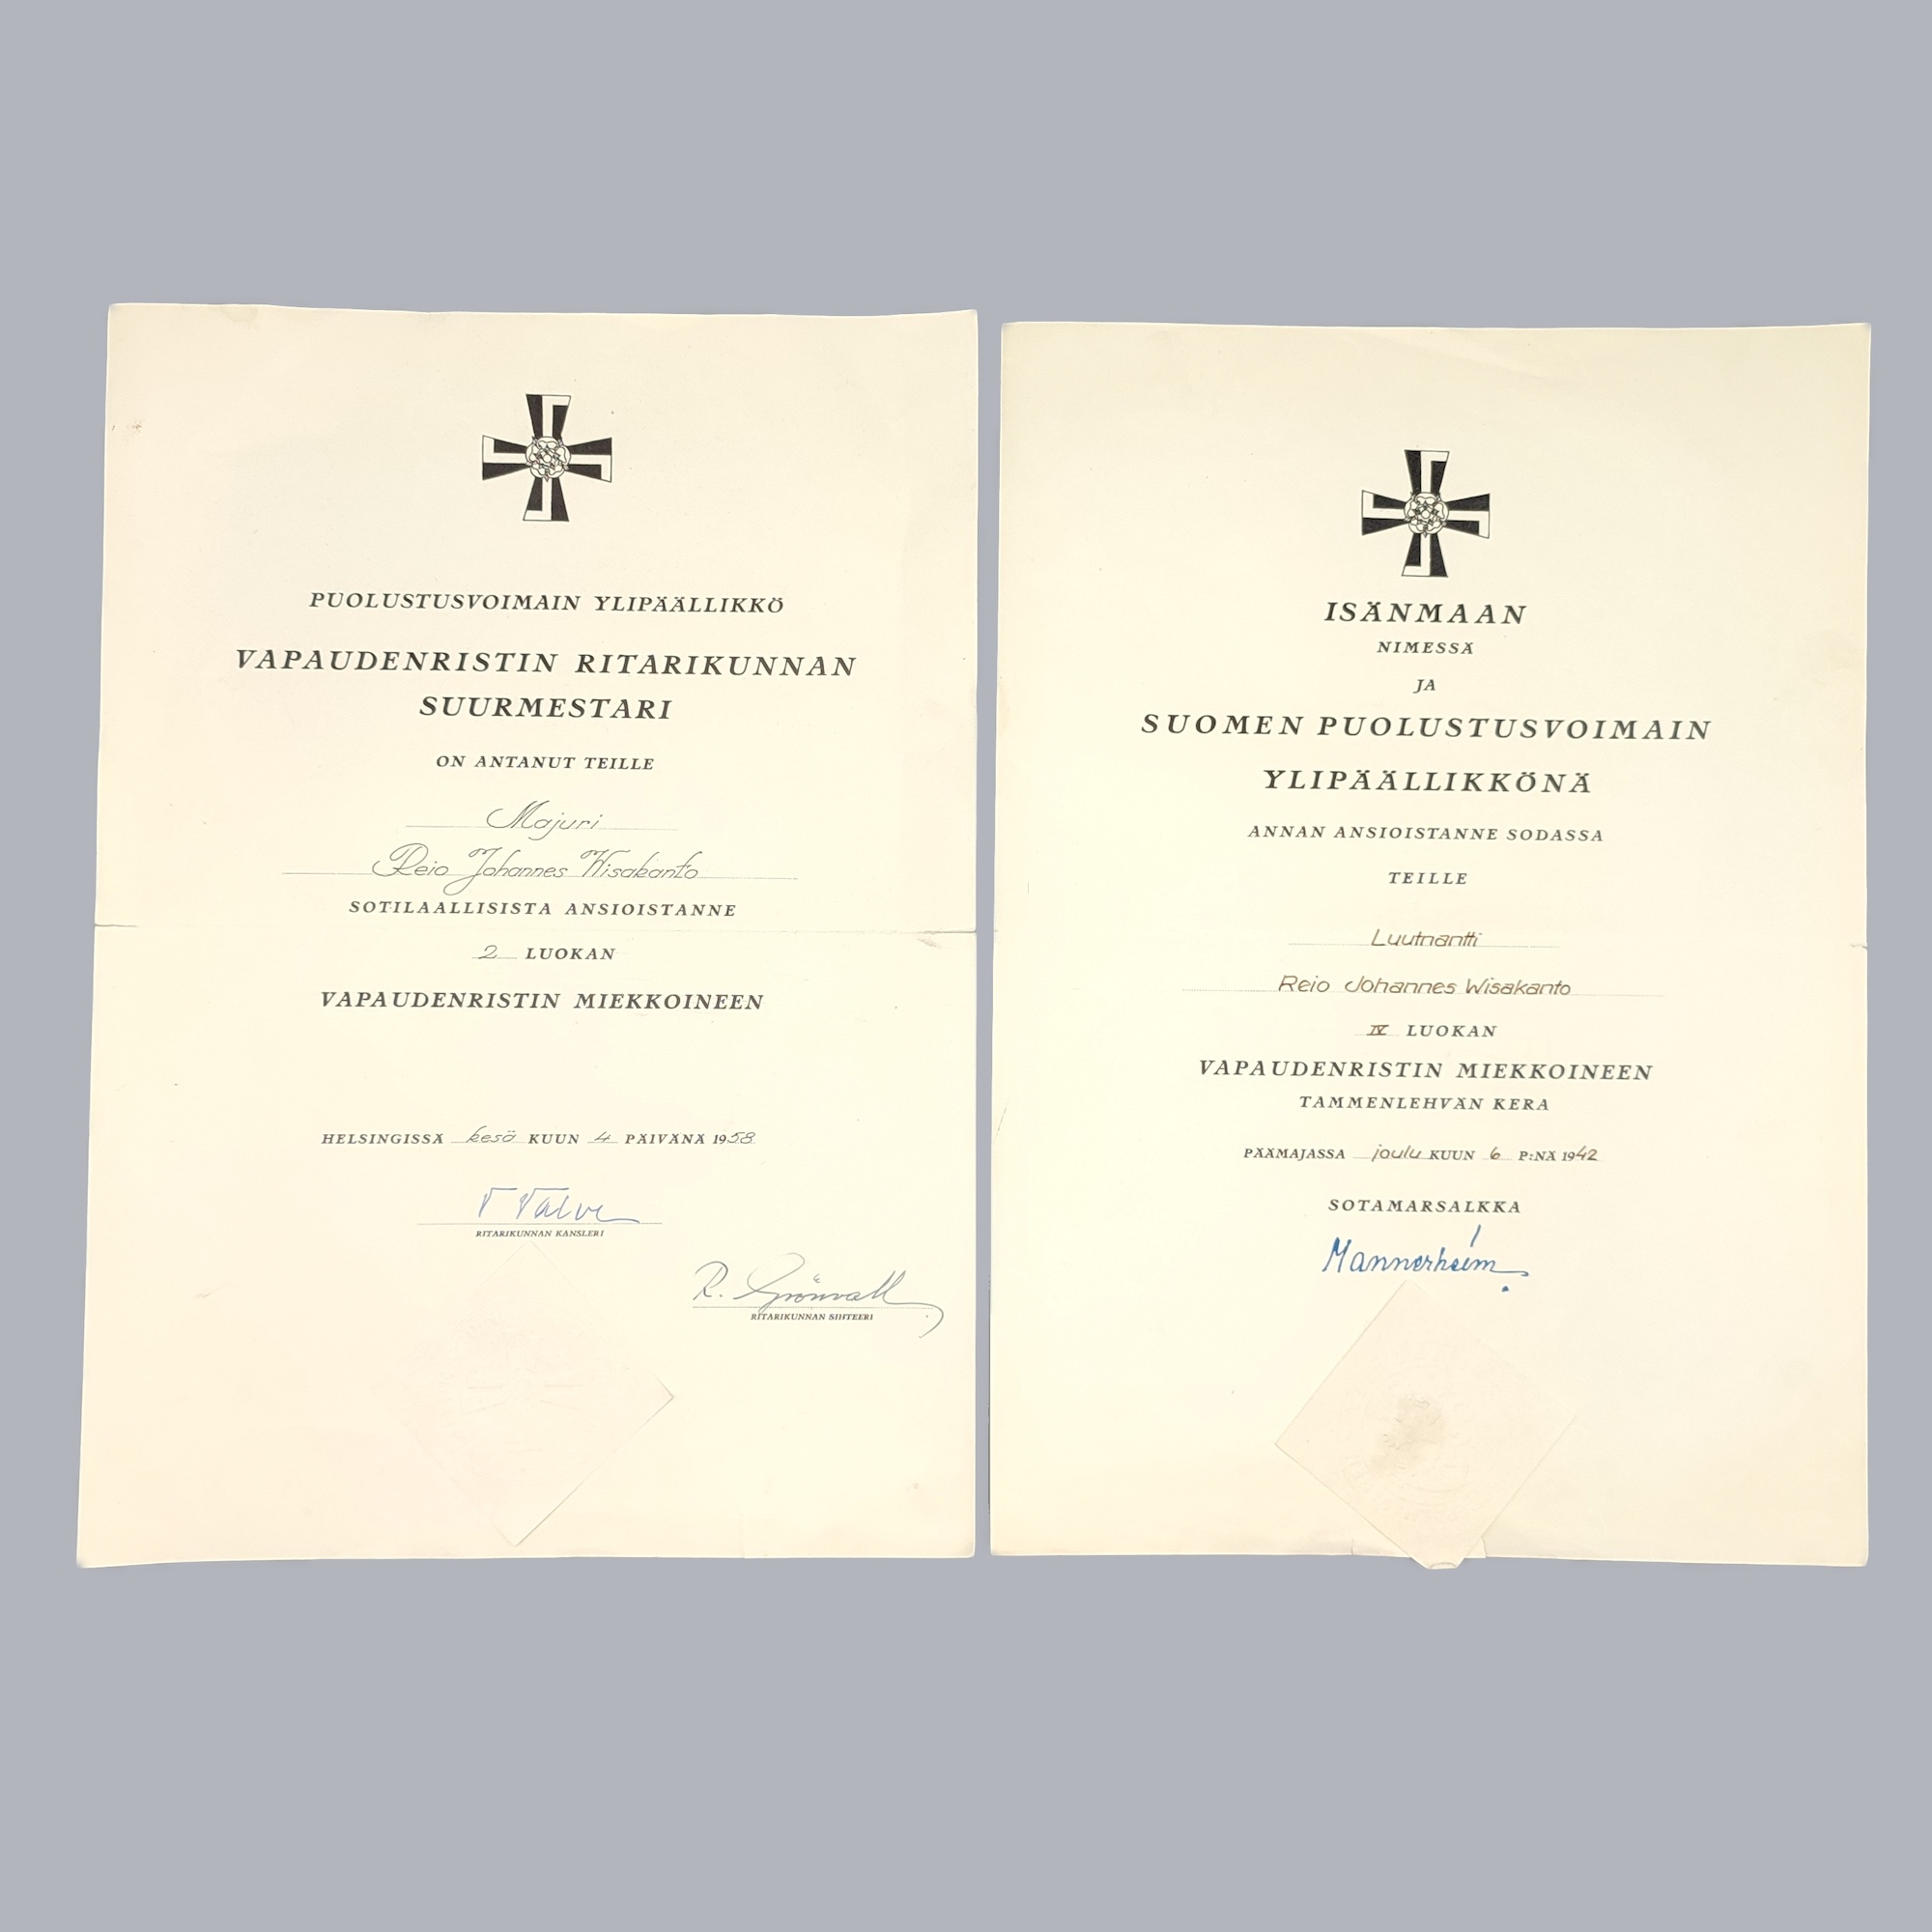 PUOLUSTUSVOIMAIN YLIPÄÄLLIKKÖ
VAPAUDENRISTIN RITARIKUNNAN
SUURMESTARI
ON ANTANUT TEILLE
Majuri
Reio Johannes Wisakanto
SOTILAALLISISTA ANSIOISTANNE
2 LUOKAN
VAPAUDENRISTIN MIEKKOINEEN
HELSINGISSÄ kesä KUUN 4 PÄIVÄNÄ 1958
V Valve
RITARIKUNNAN KANSLERI
R. Grönvall
RITARIKUNNAN SIHTEERI
ISÄNMAAN
NIMESSÄ
JA
SUOMEN PUOLUSTUSVOIMAIN
YLIPÄÄLLIKKÖNÄ
ANNAN ANSIOISTANNE SODASSA
TEILLE
Luutnantti
Reio Johannes Wisakanto
IV LUOKAN
VAPAUDENRISTIN MIEKKOINEEN
TAMMENLEHVÄN KERA
PÄÄMAJASSA joulu KUUN 6 P:NÄ 1942
SOTAMARSALKKA
Mannerheim